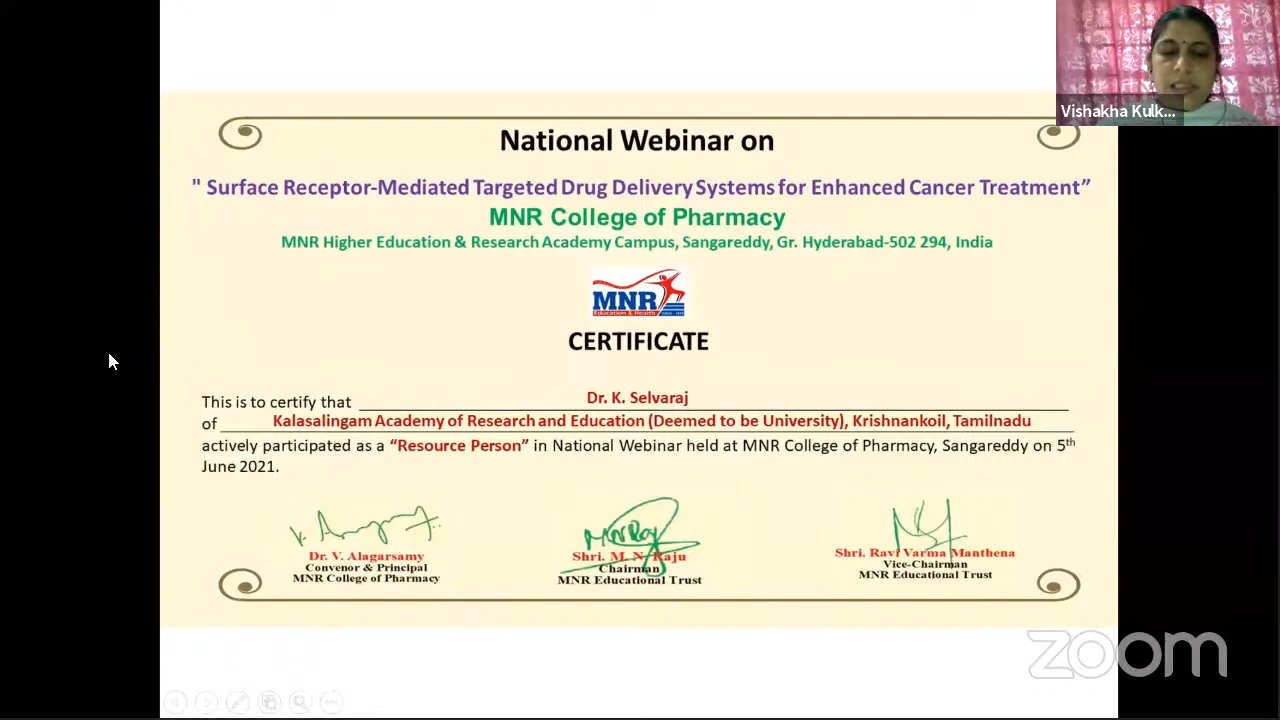 National Webinar on
" Surface Receptor-Mediated Targeted Drug Delivery Systems for Enhanced Cancer Treatment”
MNR College of Pharmacy
MNR Higher Education & Research Academy Campus, Sangareddy, Gr. Hyderabad-502 294, India
MNR
Education & Health
CERTIFICATE
This is to certify that Dr. K. Selvaraj
of Kalasalingam Academy of Research and Education (Deemed to be University), Krishnankoil, Tamilnadu
actively participated as a “Resource Person” in National Webinar held at MNR College of Pharmacy, Sangareddy on 5th
June 2021.
Dr. V. Alagarsamy
Convenor & Principal
MNR College of Pharmacy
Shri. M. N. Raju
Chairman
MNR Educational Trust
Shri. Ravi Varma Manthena
Vice-Chairman
MNR Educational Trust
Vishakha Kulk...
zoom